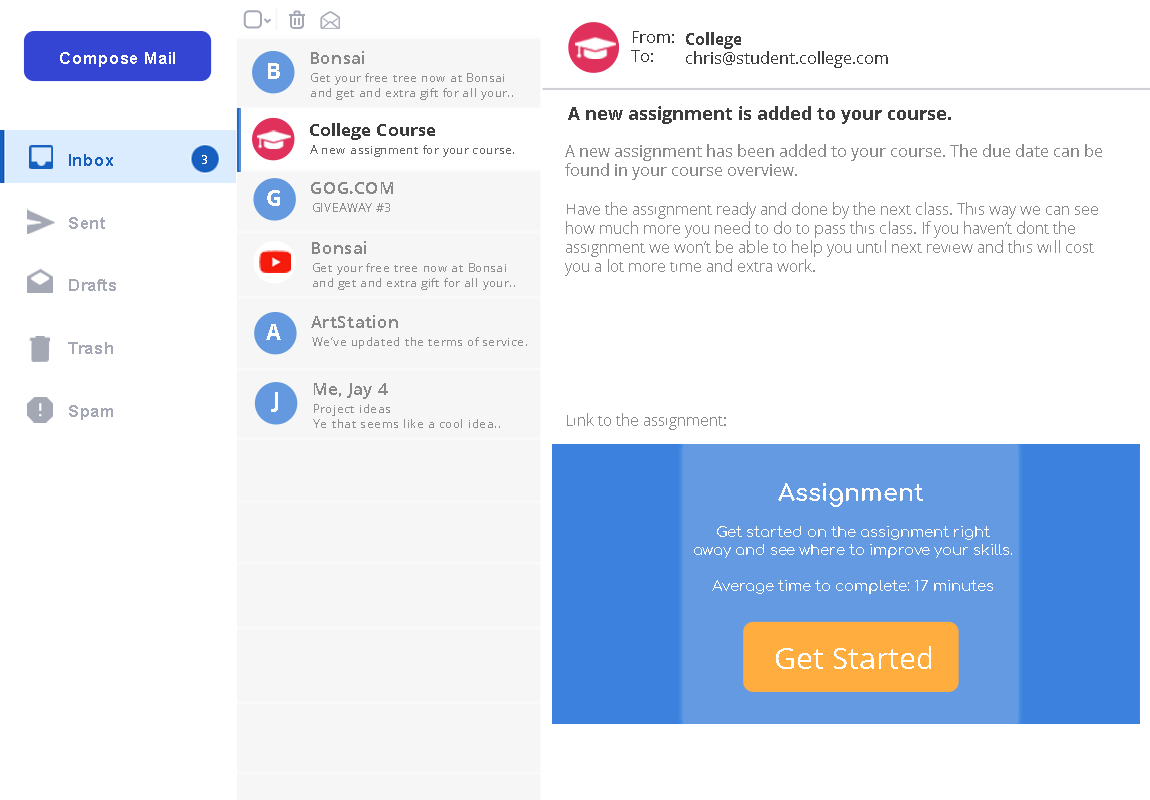 Compose Mail
Inbox
3
Sent
Drafts
Trash
Spam
B
Bonsai
Get your free tree now at Bonsai
and get and extra gift for all your..
College Course
A new assignment for your course.
G
GOG.COM
GIVEAWAY #3
Bonsai
Get your free tree now at Bonsai
and get and extra gift for all your..
A
ArtStation
We've updated the terms of service.
J
Me, Jay 4
Project ideas
Ye that seems like a cool idea..
From: College
To: chris@student.college.com
A new assignment is added to your course.
A new assignment has been added to your course. The due date can be
found in your course overview.
Have the assignment ready and done by the next class. This way we can see
how much more you need to do to pass this class. If you haven't dont the
assignment we won't be able to help you until next review and this will cost
you a lot more time and extra work.
Link to the assignment:
Assignment
Get started on the assignment right
away and see where to improve your skills.
Average time to complete: 17 minutes
Get Started